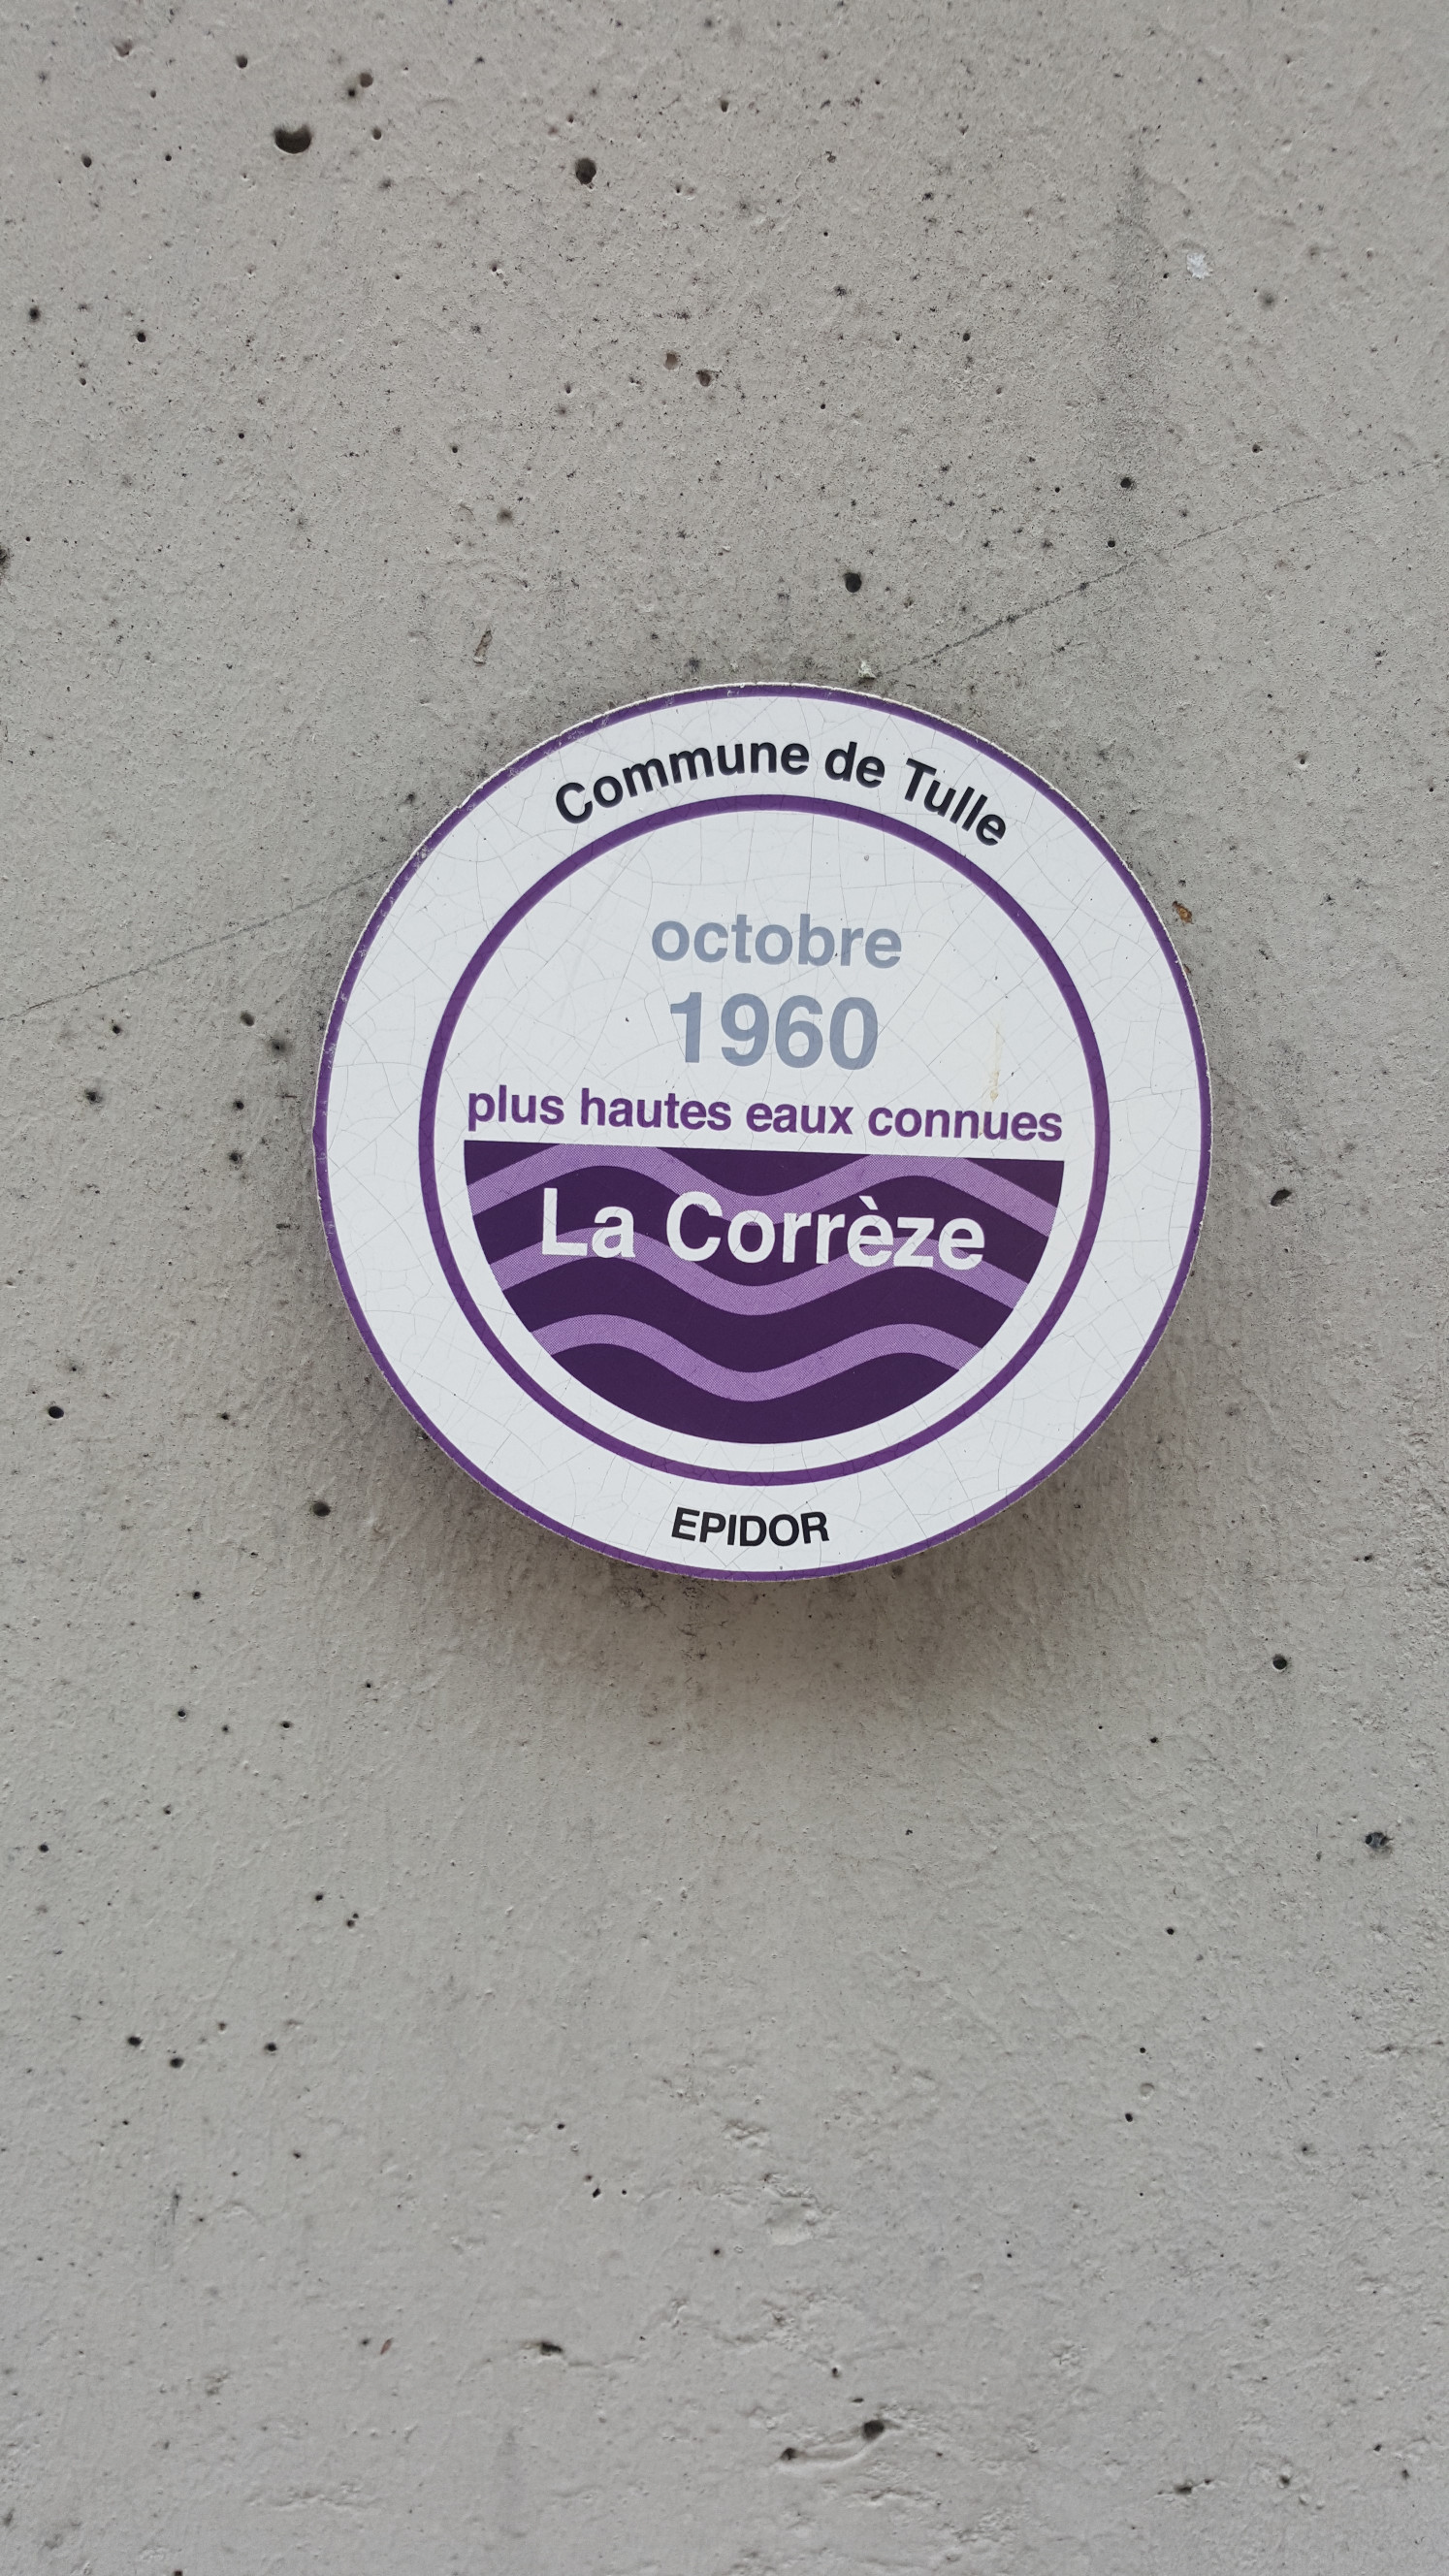 Commune de Tulle
octobre
1960
plus hautes eaux connues
La Corrèze
EPIDOR